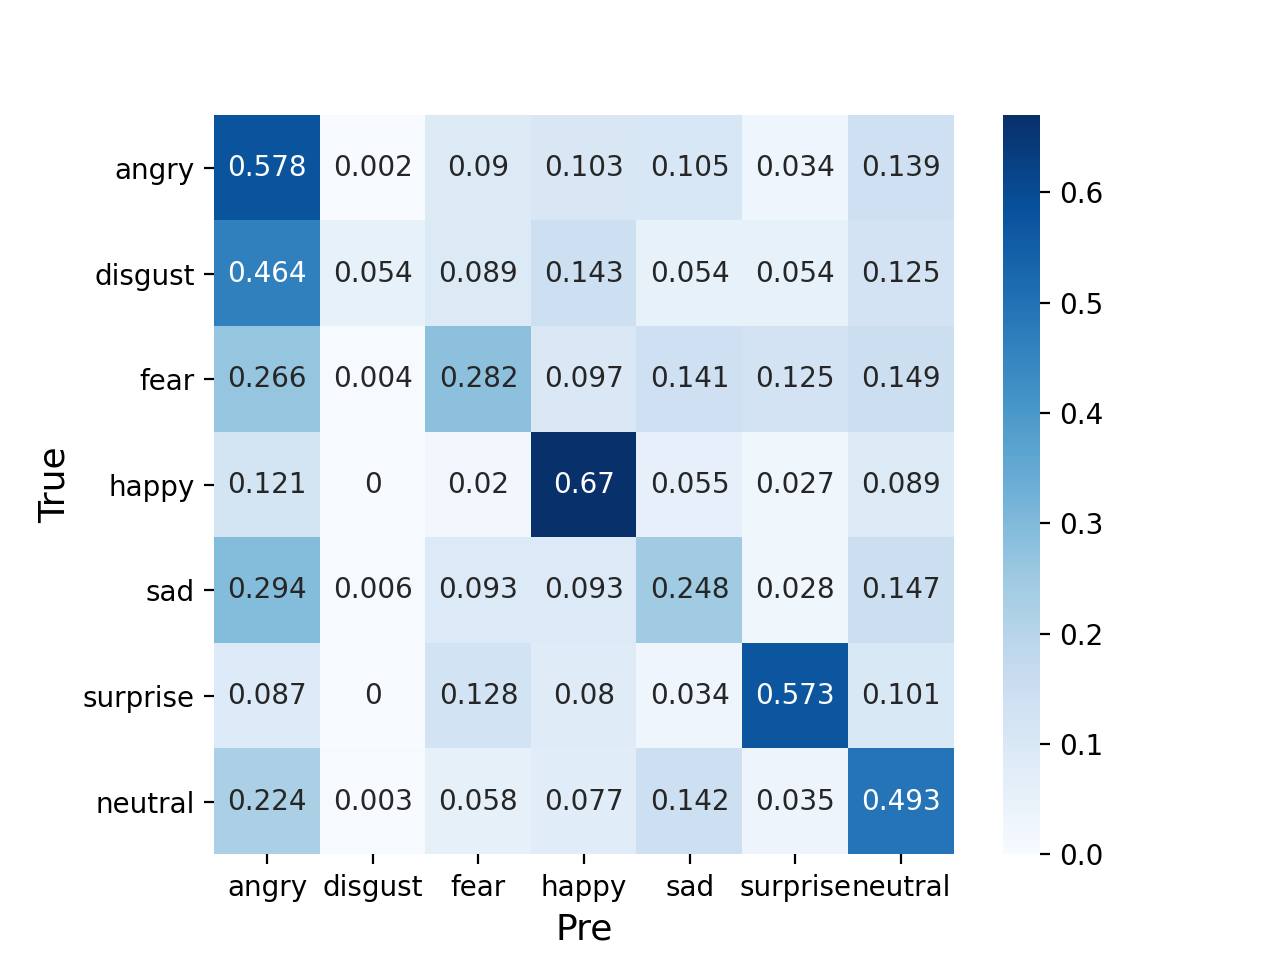 angry 0.578 0.002 0.09 0.103 0.105 0.034 0.139
disgust 0.464 0.054 0.089 0.143 0.054 0.054 0.125
fear 0.266 0.004 0.282 0.097 0.141 0.125 0.149
happy 0.121 0 0.02 0.67 0.055 0.027 0.089
sad 0.294 0.006 0.093 0.093 0.248 0.028 0.147
surprise 0.087 0 0.128 0.08 0.034 0.573 0.101
neutral 0.224 0.003 0.058 0.077 0.142 0.035 0.493
angry disgust fear happy sad surprise neutral
Pre
True
0.6
0.5
0.4
0.3
0.2
0.1
0.0